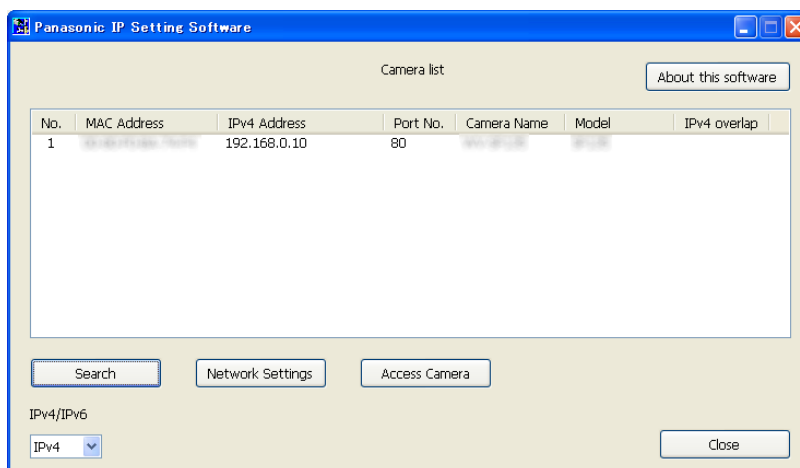 Panasonic IP Setting Software
Camera list
About this software
No. MAC Address IPv4 Address Port No. Camera Name Model IPv4 overlap
1 192.168.0.10 80
Search Network Settings Access Camera
IPv4/IPv6
IPv4
Close